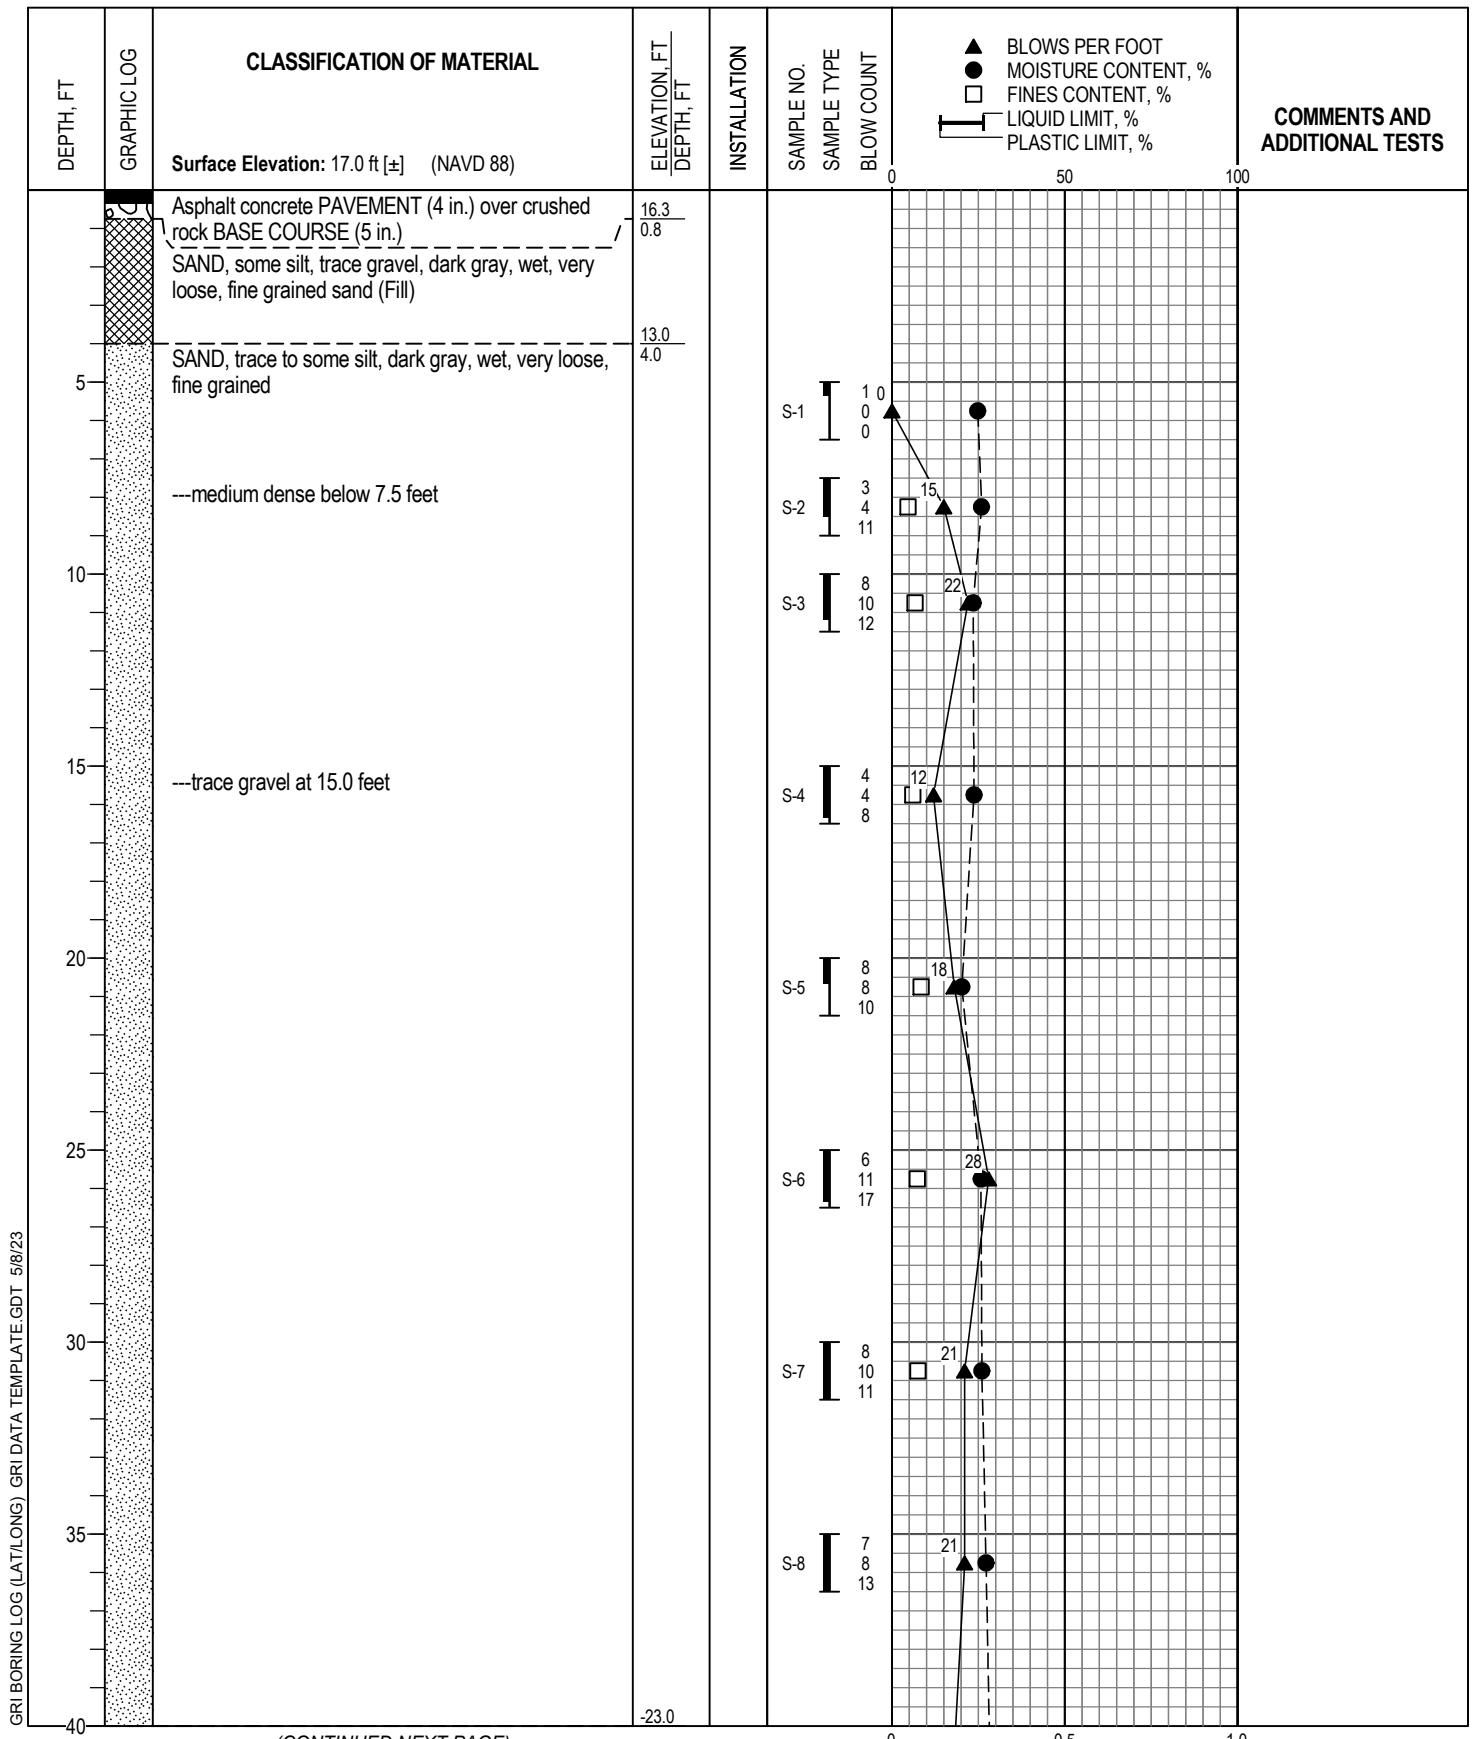 DEPTH, FT
GRAPHIC LOG
CLASSIFICATION OF MATERIAL
Surface Elevation: 17.0 ft [±] (NAVD 88)
ELEVATION, FT
DEPTH, FT
INSTALLATION
SAMPLE NO.
SAMPLE TYPE
BLOW COUNT
BLOWS PER FOOT
MOISTURE CONTENT, %
FINES CONTENT, %
LIQUID LIMIT, %
PLASTIC LIMIT, %
0 50 100
COMMENTS AND
ADDITIONAL TESTS
Asphalt concrete PAVEMENT (4 in.) over crushed
rock BASE COURSE (5 in.)
16.3
0.8
SAND, some silt, trace gravel, dark gray, wet, very
loose, fine grained sand (Fill)
13.0
4.0
SAND, trace to some silt, dark gray, wet, very loose,
fine grained
5
S-1
1 0
0
0
---medium dense below 7.5 feet
S-2
3
4
11
15
10
S-3
8
10
12
22
15
---trace gravel at 15.0 feet
S-4
4
4
8
12
20
S-5
8
8
10
18
25
S-6
6
11
17
28
30
S-7
8
10
11
21
35
S-8
7
8
13
21
40
-23.0
(CONTINUED NEXT PAGE)
0 0.5 1.0
GRI BORING LOG (LAT/LONG) GRI DATA TEMPLATE.GDT 5/8/23